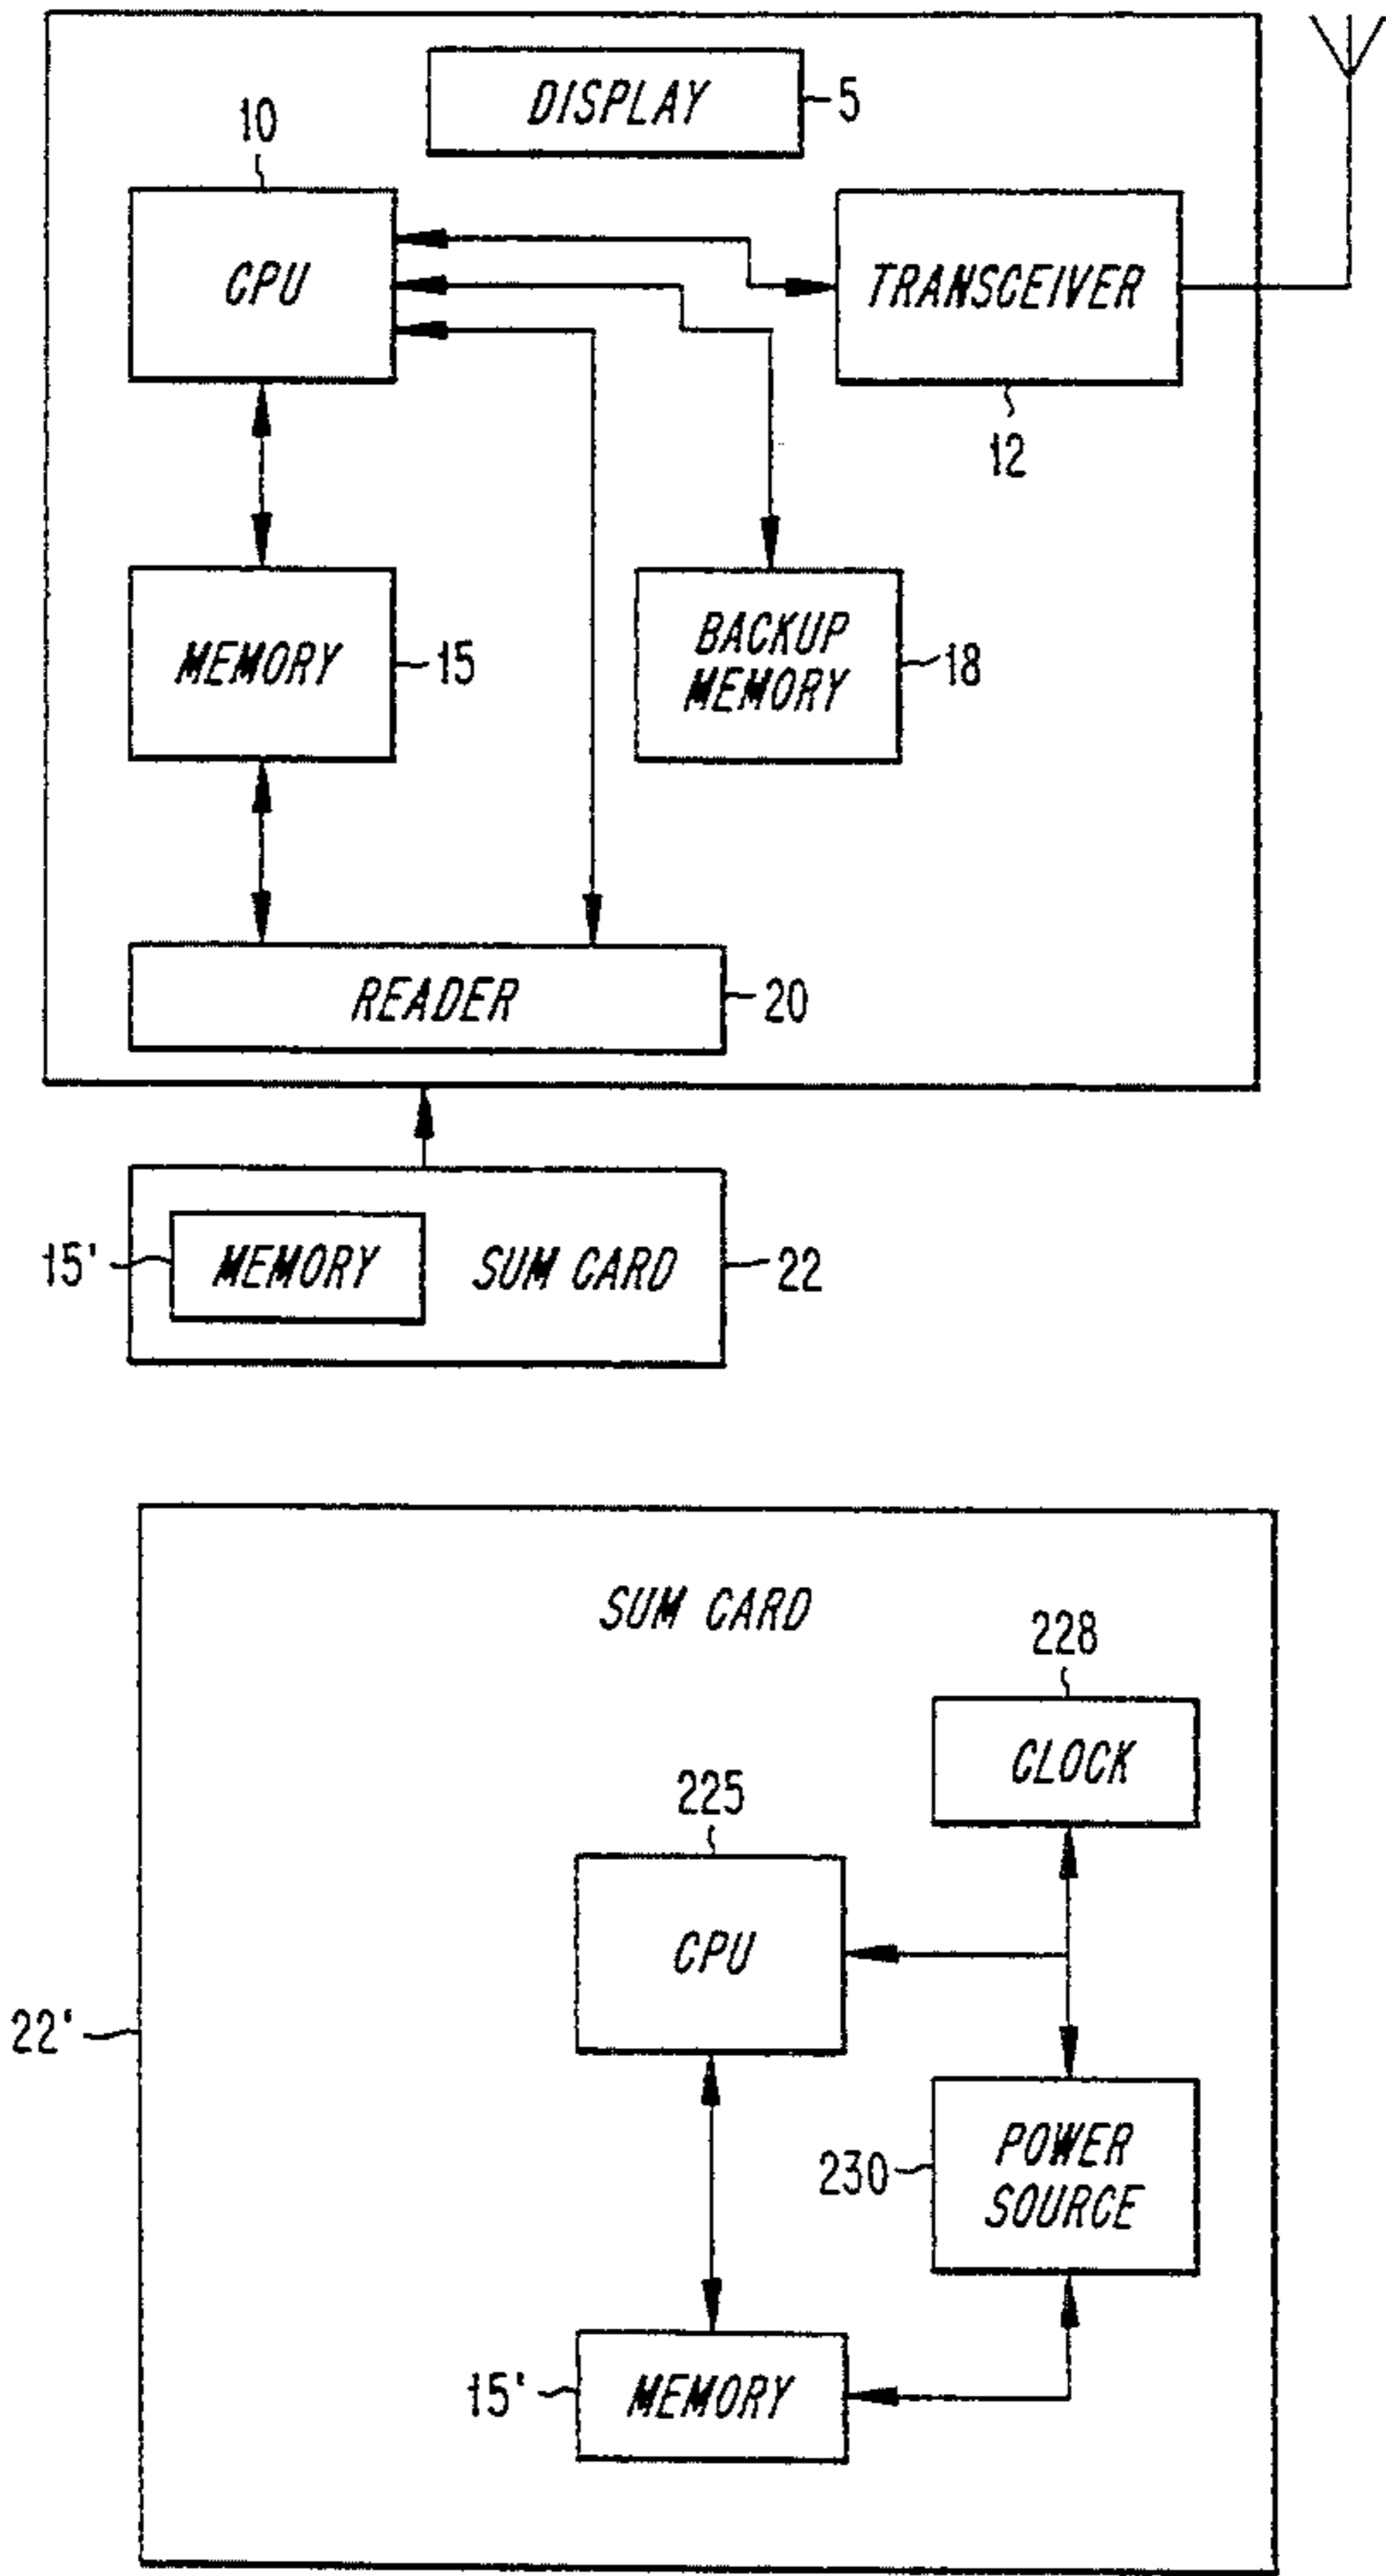 DISPLAY
5
10
CPU
TRANSCEIVER
12
MEMORY
15
BACKUP
MEMORY
18
READER
20
15'
MEMORY
SUM CARD
22
SUM CARD
228
CLOCK
225
CPU
22'
POWER
SOURCE
230
15'
MEMORY